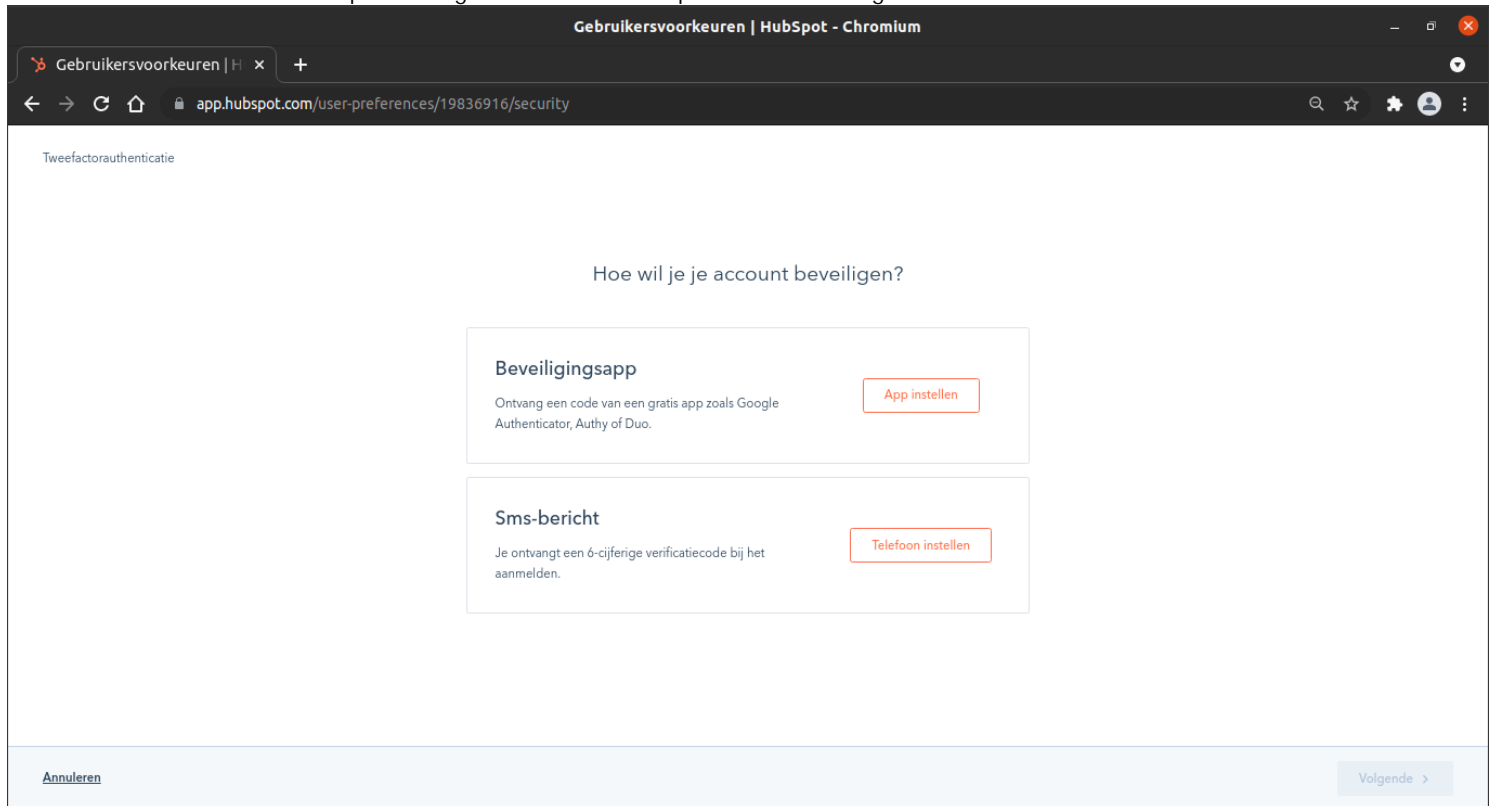 Gebruikersvoorkeuren | HubSpot - Chromium
Gebruikersvoorkeuren | H
app.hubspot.com/user-preferences/19836916/security
Tweefactorauthenticatie
Hoe wil je je account beveiligen?
Beveiligingsapp
Ontvang een code van een gratis app zoals Google
Authenticator, Authy of Duo.
App instellen
Sms-bericht
Je ontvangt een 6-cijferige verificatiecode bij het
aanmelden.
Telefoon instellen
Annuleren
Volgende >